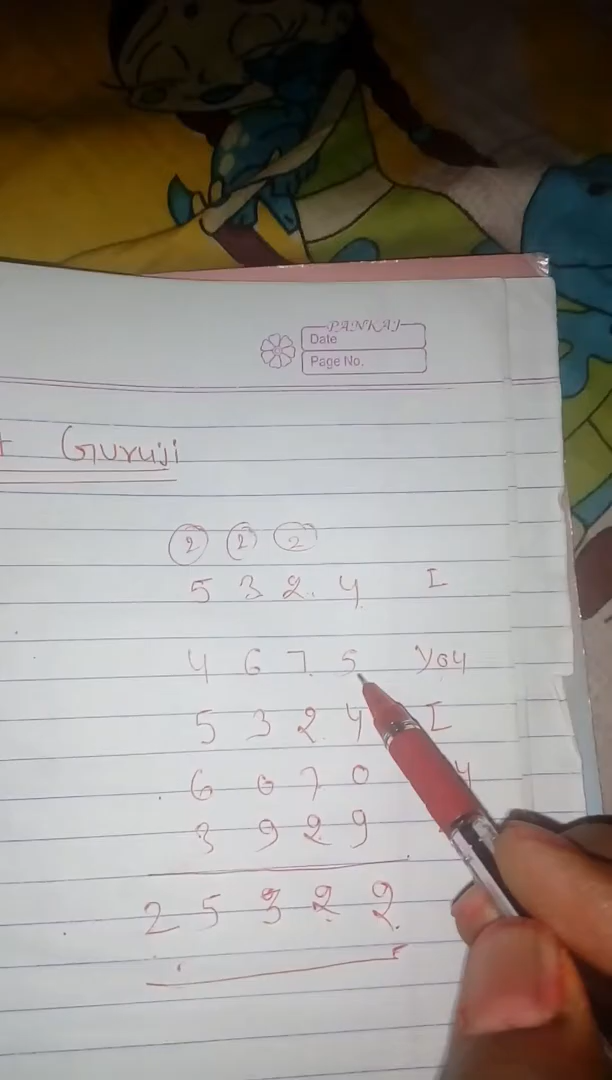 PANKAJ
Date
Page No.
Guruji
2 2 2
5 3 2 4 I
4 6 7 5 You
5 3 2 4 I
6 0 7 0
3 9 2 9
2 5 3 2 2